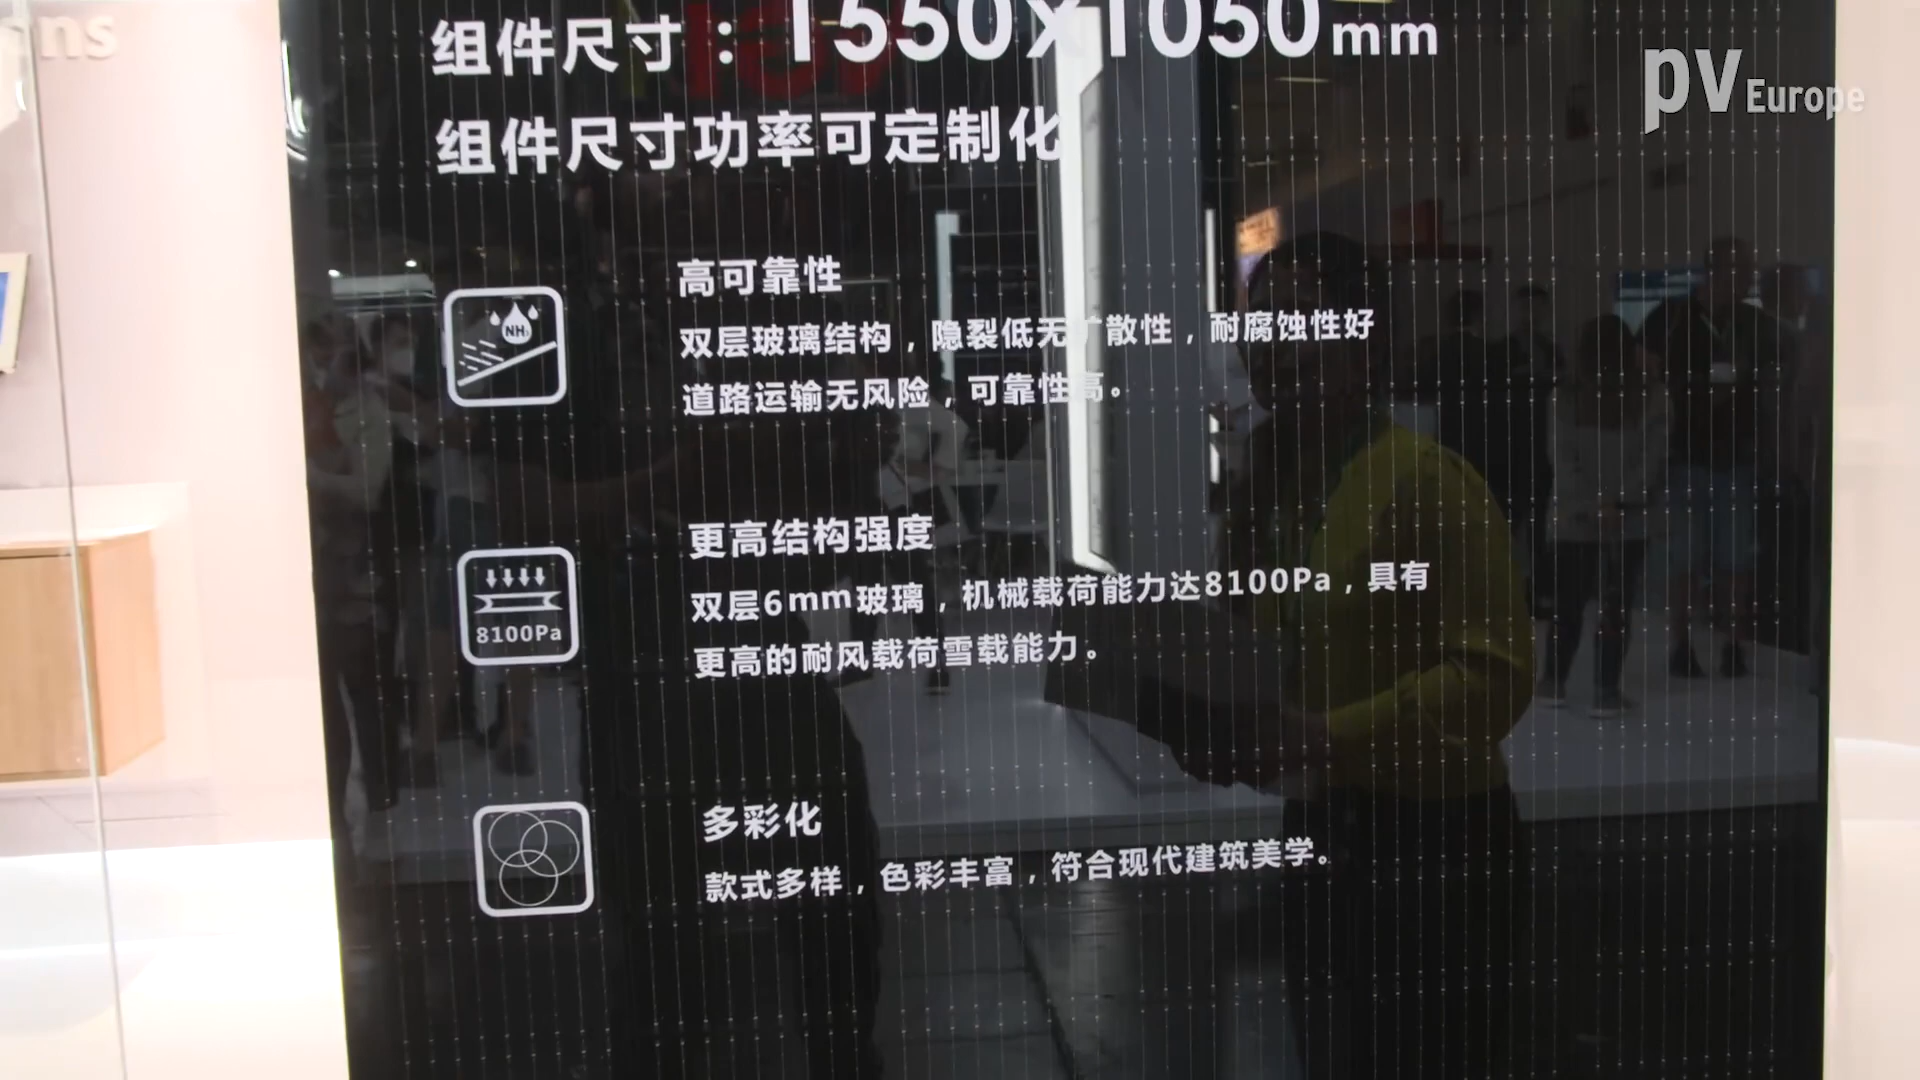 ns
组件尺寸：1550x1050mm
pv Europe
组件尺寸功率可定制化
高可靠性
双层玻璃结构，隐裂低无扩散性，耐腐蚀性好
道路运输无风险，可靠性高。
NH₃
更高结构强度
双层6mm玻璃，机械载荷能力达8100Pa，具有
更高的耐风载荷雪载能力。
8100Pa
多彩化
款式多样，色彩丰富，符合现代建筑美学。